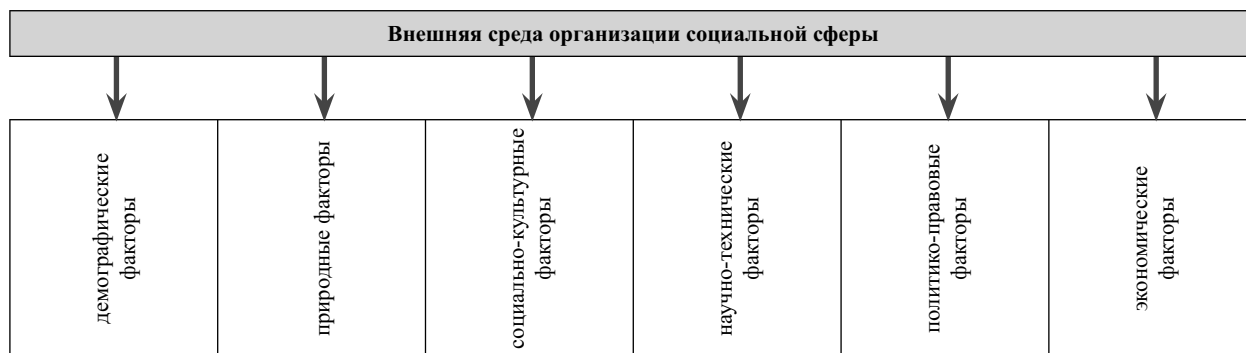 Внешняя среда организации социальной сферы
демографические
факторы
природные факторы
социально-культурные
факторы
научно-технические
факторы
политико-правовые
факторы
экономические
факторы